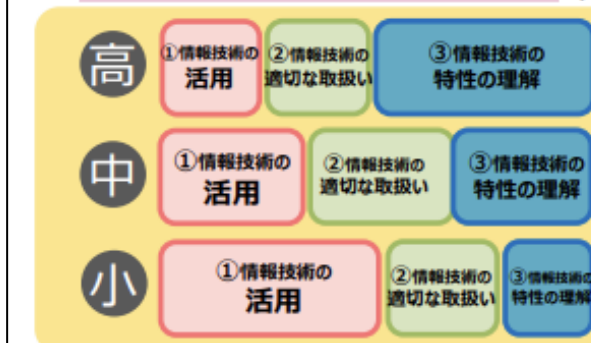 高
①情報技術の
活用
②情報技術の
適切な取扱い
③情報技術の
特性の理解
中
①情報技術の
活用
②情報技術の
適切な取扱い
③情報技術の
特性の理解
小
①情報技術の
活用
②情報技術の
適切な取扱い
③情報技術の
特性の理解